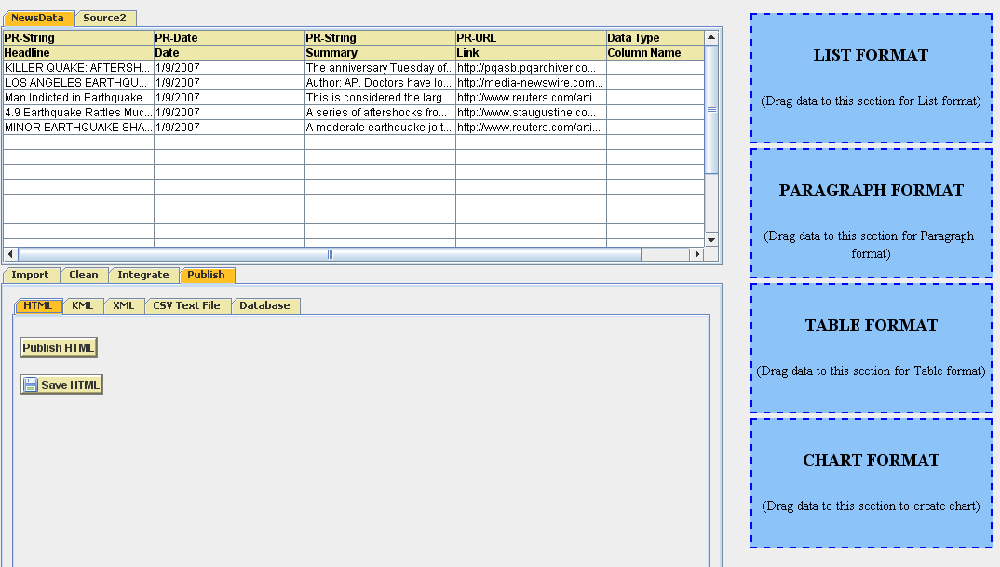 NewsData Source2
PR-String PR-Date PR-String PR-URL Data Type
Headline Date Summary Link Column Name
KILLER QUAKE: AFTERSH... 1/9/2007 The anniversary Tuesday of... http://pqasb.pqarchiver.co...
LOS ANGELES EARTHQU... 1/9/2007 Author: AP. Doctors have lo... http://media-newswire.com...
Man Indicted in Earthquake... 1/9/2007 This is considered the larg... http://www.reuters.com/arti...
4.9 Earthquake Rattles Muc... 1/9/2007 A series of aftershocks fro... http://www.staugustine.co...
MINOR EARTHQUAKE SHA... 1/9/2007 A moderate earthquake jolt... http://www.reuters.com/arti...
Import Clean Integrate Publish
HTML KML XML CSV Text File Database
Publish HTML
Save HTML
LIST FORMAT
(Drag data to this section for List format)
PARAGRAPH FORMAT
(Drag data to this section for Paragraph
format)
TABLE FORMAT
(Drag data to this section for Table format)
CHART FORMAT
(Drag data to this section to create chart)